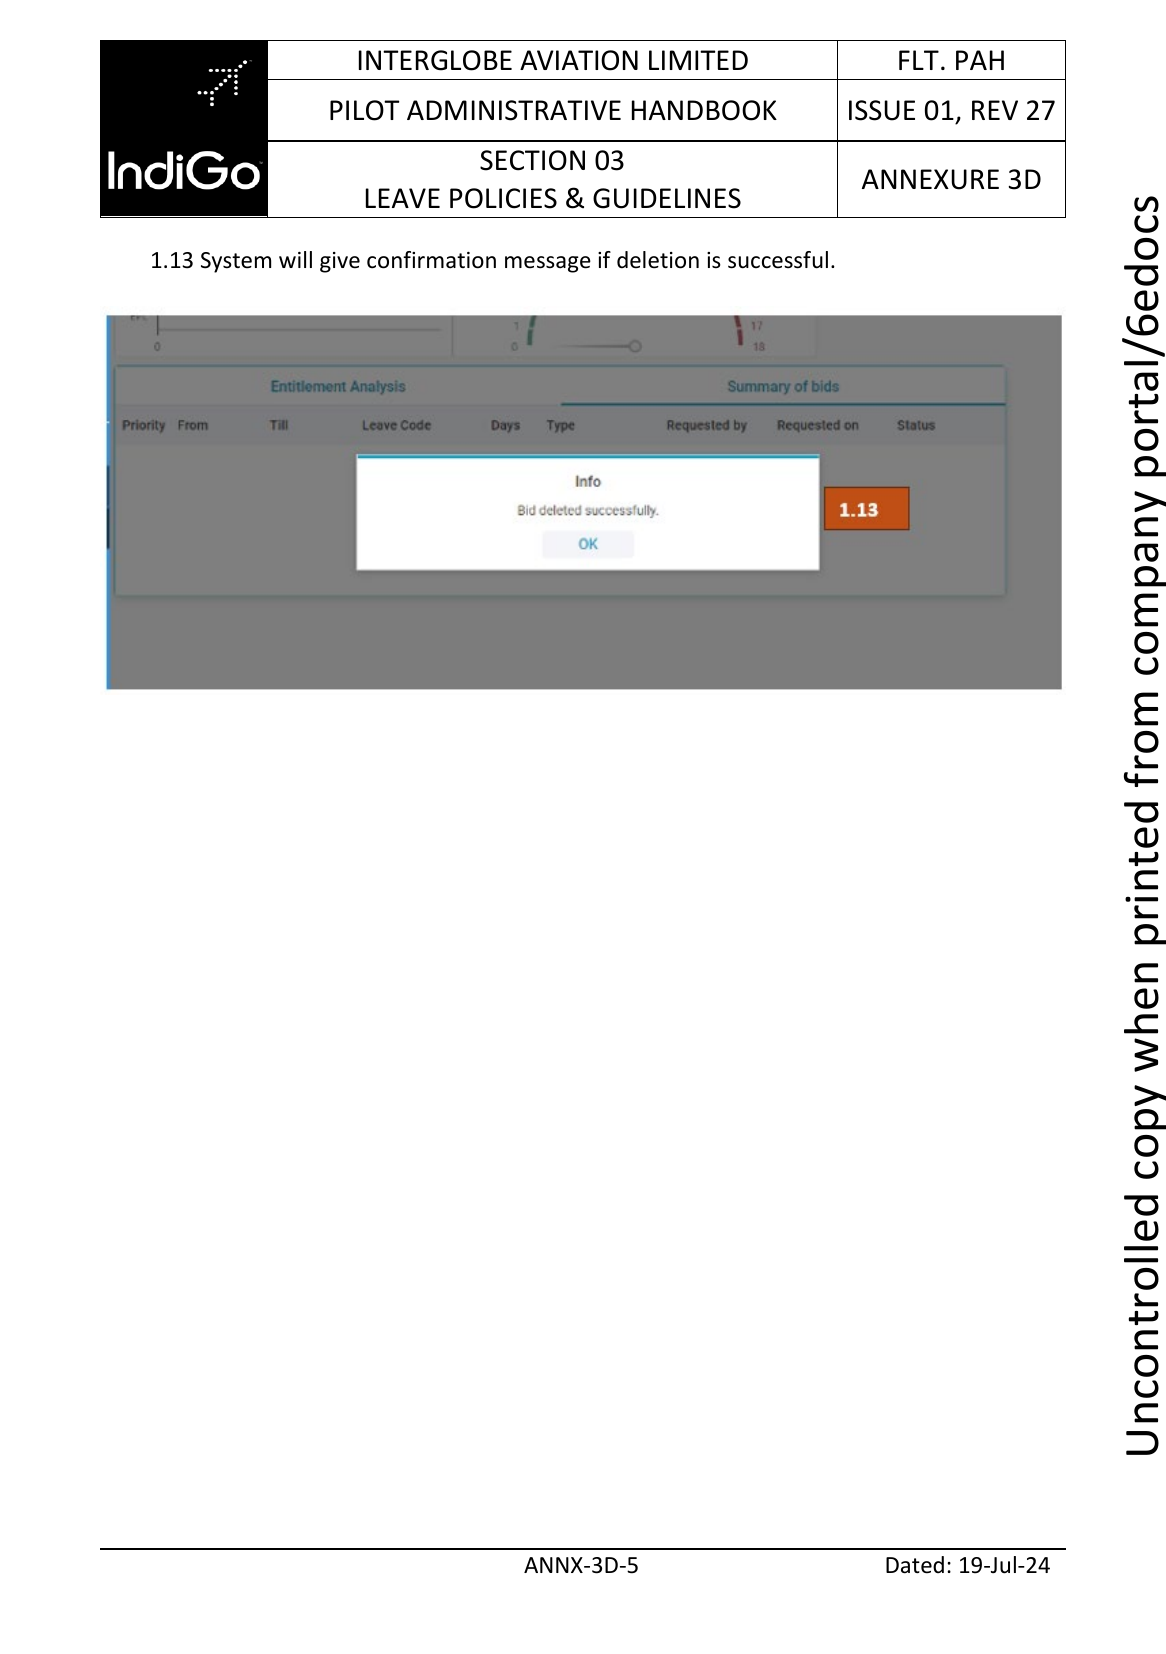 INTERGLOBE AVIATION LIMITED
FLT. PAH
PILOT ADMINISTRATIVE HANDBOOK
ISSUE 01, REV 27
IndiGo
SECTION 03
LEAVE POLICIES & GUIDELINES
ANNEXURE 3D
1.13 System will give confirmation message if deletion is successful.
1
17
0
0
18
Entitlement Analysis
Summary of bids
Priority From Till Leave Code Days Type Requested by Requested on Status
Info
Bid deleted successfully.
1.13
OK
Uncontrolled copy when printed from company portal/6edocs
ANNX-3D-5
Dated: 19-Jul-24